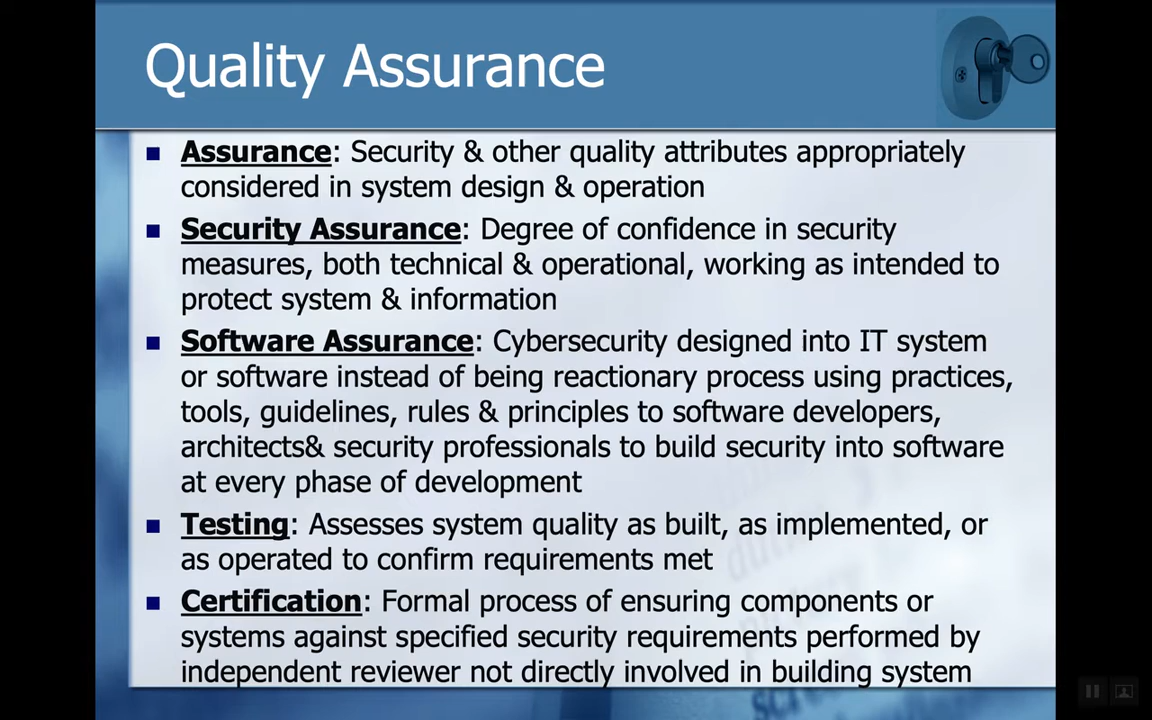 Quality Assurance
Assurance: Security & other quality attributes appropriately
considered in system design & operation
Security Assurance: Degree of confidence in security
measures, both technical & operational, working as intended to
protect system & information
Software Assurance: Cybersecurity designed into IT system
or software instead of being reactionary process using practices,
tools, guidelines, rules & principles to software developers,
architects& security professionals to build security into software
at every phase of development
Testing: Assesses system quality as built, as implemented, or
as operated to confirm requirements met
Certification: Formal process of ensuring components or
systems against specified security requirements performed by
independent reviewer not directly involved in building system